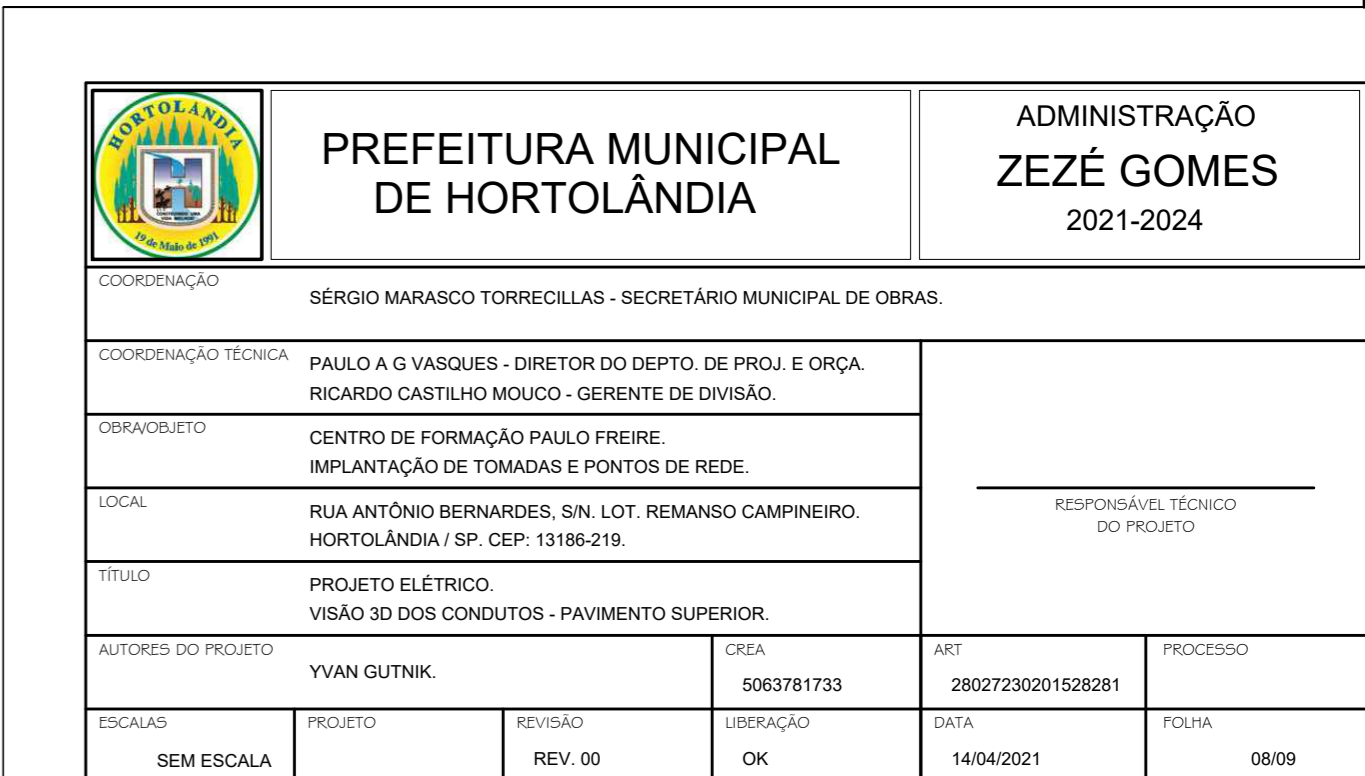 HORTOLÂNDIA
CONSTRUINDO UMA
VIDA MELHOR
19 de Maio de 1991
PREFEITURA MUNICIPAL
DE HORTOLÂNDIA
ADMINISTRAÇÃO
ZEZÉ GOMES
2021-2024
COORDENAÇÃO
SÉRGIO MARASCO TORRECILLAS - SECRETÁRIO MUNICIPAL DE OBRAS.
COORDENAÇÃO TÉCNICA
PAULO A G VASQUES - DIRETOR DO DEPTO. DE PROJ. E ORÇA.
RICARDO CASTILHO MOUCO - GERENTE DE DIVISÃO.
OBRA/OBJETO
CENTRO DE FORMAÇÃO PAULO FREIRE.
IMPLANTAÇÃO DE TOMADAS E PONTOS DE REDE.
LOCAL
RUA ANTÔNIO BERNARDES, S/N. LOT. REMANSO CAMPINEIRO.
HORTOLÂNDIA / SP. CEP: 13186-219.
RESPONSÁVEL TÉCNICO
DO PROJETO
TÍTULO
PROJETO ELÉTRICO.
VISÃO 3D DOS CONDUTOS - PAVIMENTO SUPERIOR.
AUTORES DO PROJETO
YVAN GUTNIK.
CREA
5063781733
ART
28027230201528281
PROCESSO
ESCALAS
SEM ESCALA
PROJETO
REVISÃO
REV. 00
LIBERAÇÃO
OK
DATA
14/04/2021
FOLHA
08/09